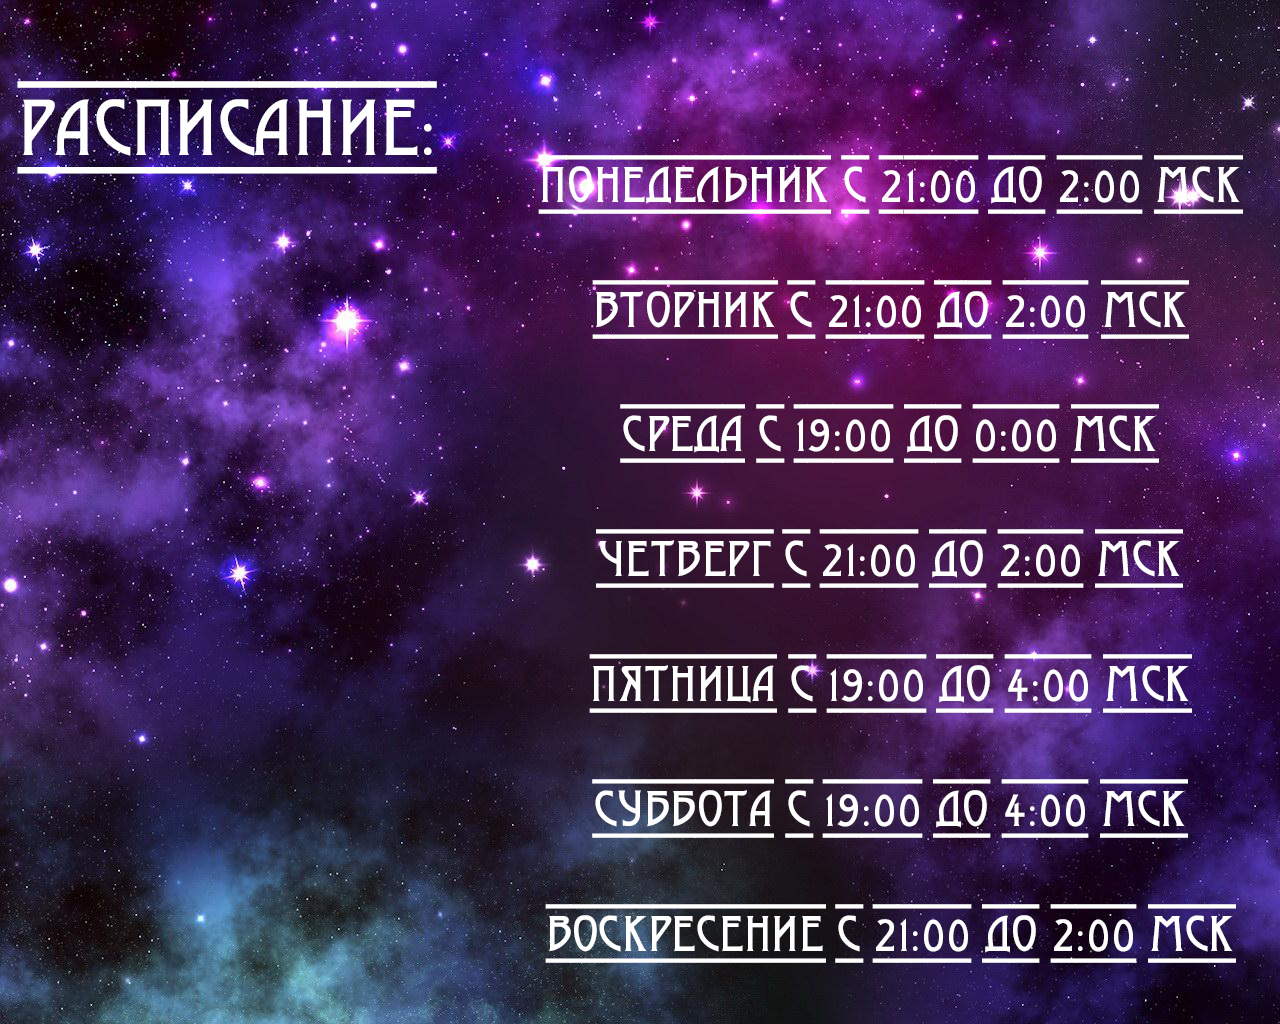 РАСПИСАНИЕ:
ПОНЕДЕЛЬНИК С 21:00 ДО 2:00 МСК
ВТОРНИК С 21:00 ДО 2:00 МСК
СРЕДА С 19:00 ДО 0:00 МСК
ЧЕТВЕРГ С 21:00 ДО 2:00 МСК
ПЯТНИЦА С 19:00 ДО 4:00 МСК
СУББОТА С 19:00 ДО 4:00 МСК
ВОСКРЕСЕНИЕ С 21:00 ДО 2:00 МСК